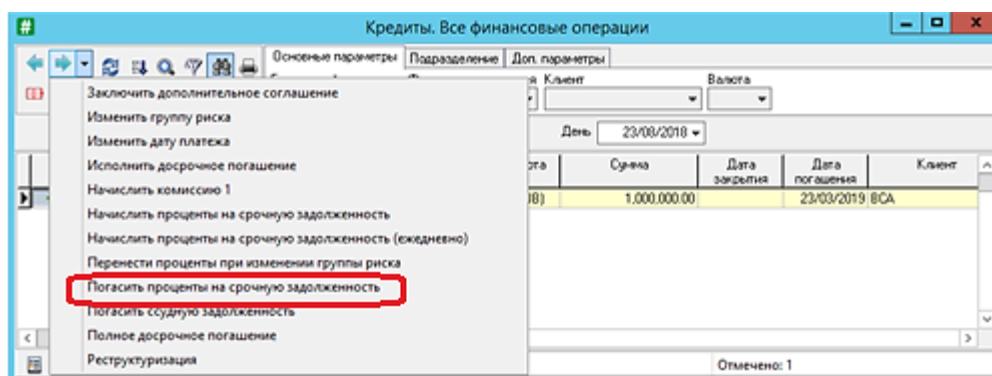 Кредиты. Все финансовые операции
Основные параметры Подразделение Доп. параметры
Клиент Валюта
День 23/08/2018
Сумма Дата закрытия Дата погашения Клиент
1,000,000.00 23/03/2019 BCA
Заключить дополнительное соглашение
Изменить группу риска
Изменить дату платежа
Исполнить досрочное погашение
Начислить комиссию 1
Начислить проценты на срочную задолженность
Начислить проценты на срочную задолженность (ежедневно)
Перенести проценты при изменении группы риска
Погасить проценты на срочную задолженность
Погасить ссудную задолженность
Полное досрочное погашение
Реструктуризация
Отмечено: 1